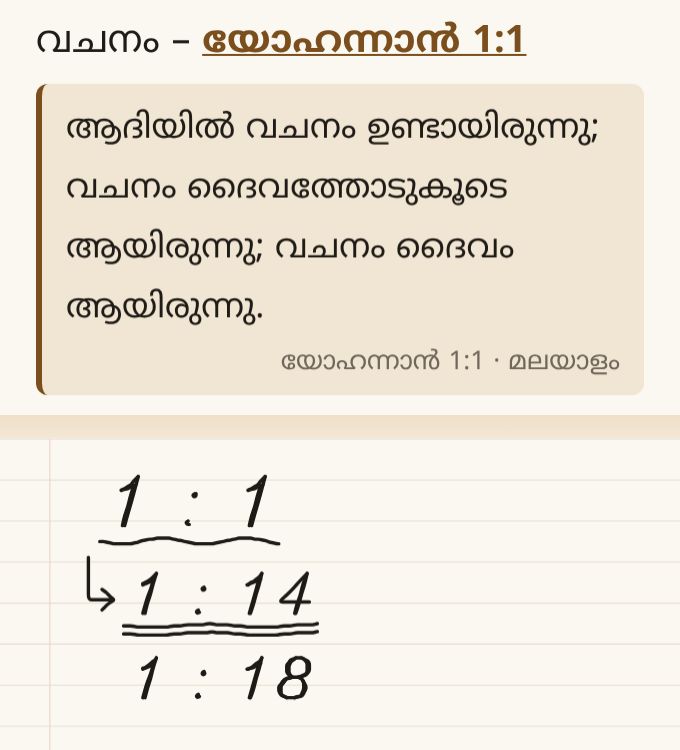 വചനം – യോഹന്നാൻ 1:1
ആദിയിൽ വചനം ഉണ്ടായിരുന്നു;
വചനം ദൈവത്തോടുകൂടെ
ആയിരുന്നു; വചനം ദൈവം
ആയിരുന്നു.
യോഹന്നാൻ 1:1 · മലയാളം
1 : 1
1 : 14
1 : 18